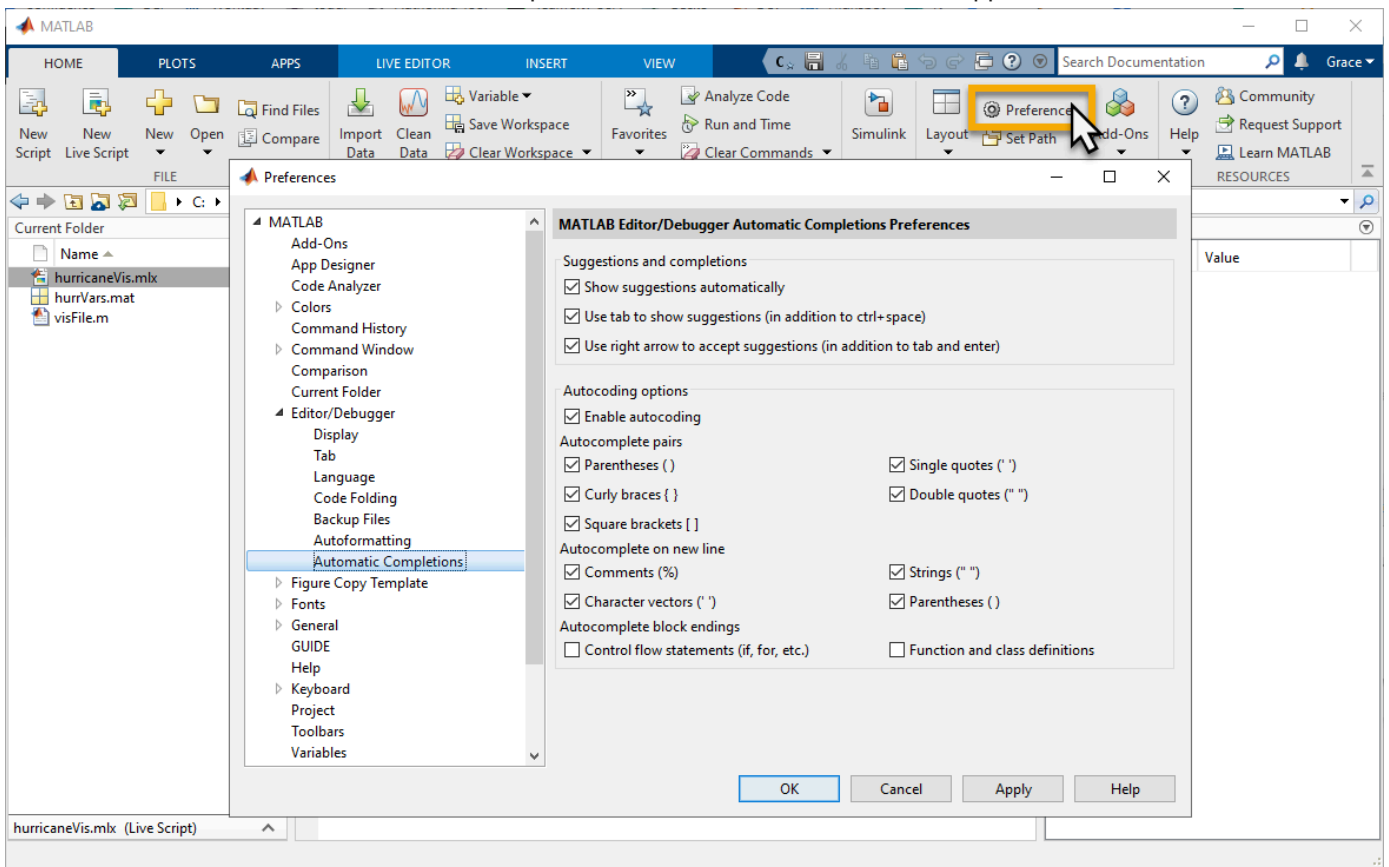 MATLAB
HOME PLOTS APPS LIVE EDITOR INSERT VIEW Search Documentation Grace
New Script
New Live Script
New
Open
Find Files
Compare
Import Data
Clean Data
Variable
Save Workspace
Clear Workspace
Favorites
Analyze Code
Run and Time
Clear Commands
Simulink
Layout
Preferences
Set Path
Add-Ons
Help
Community
Request Support
Learn MATLAB
FILE
RESOURCES
C:
Current Folder
Name
hurricaneVis.mlx
hurrVars.mat
visFile.m
Value
Preferences
MATLAB
Add-Ons
App Designer
Code Analyzer
Colors
Command History
Command Window
Comparison
Current Folder
Editor/Debugger
Display
Tab
Language
Code Folding
Backup Files
Autoformatting
Automatic Completions
Figure Copy Template
Fonts
General
GUIDE
Help
Keyboard
Project
Toolbars
Variables
MATLAB Editor/Debugger Automatic Completions Preferences
Suggestions and completions
Show suggestions automatically
Use tab to show suggestions (in addition to ctrl+space)
Use right arrow to accept suggestions (in addition to tab and enter)
Autocoding options
Enable autocoding
Autocomplete pairs
Parentheses ( ) Single quotes (' ')
Curly braces { } Double quotes (" ")
Square brackets [ ]
Autocomplete on new line
Comments (%) Strings (" ")
Character vectors (' ') Parentheses ( )
Autocomplete block endings
Control flow statements (if, for, etc.) Function and class definitions
OK Cancel Apply Help
hurricaneVis.mlx (Live Script)